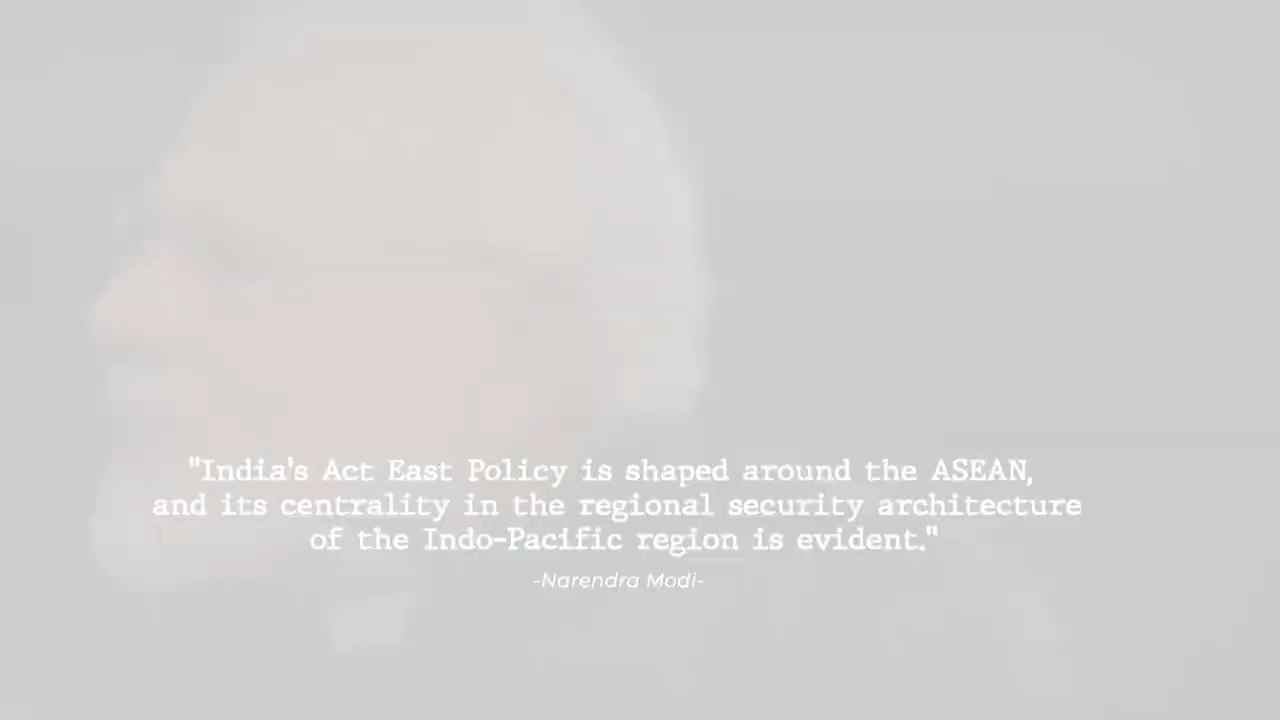 "India's Act East Policy is shaped around the ASEAN,
and its centrality in the regional security architecture
of the Indo-Pacific region is evident."
-Narendra Modi-